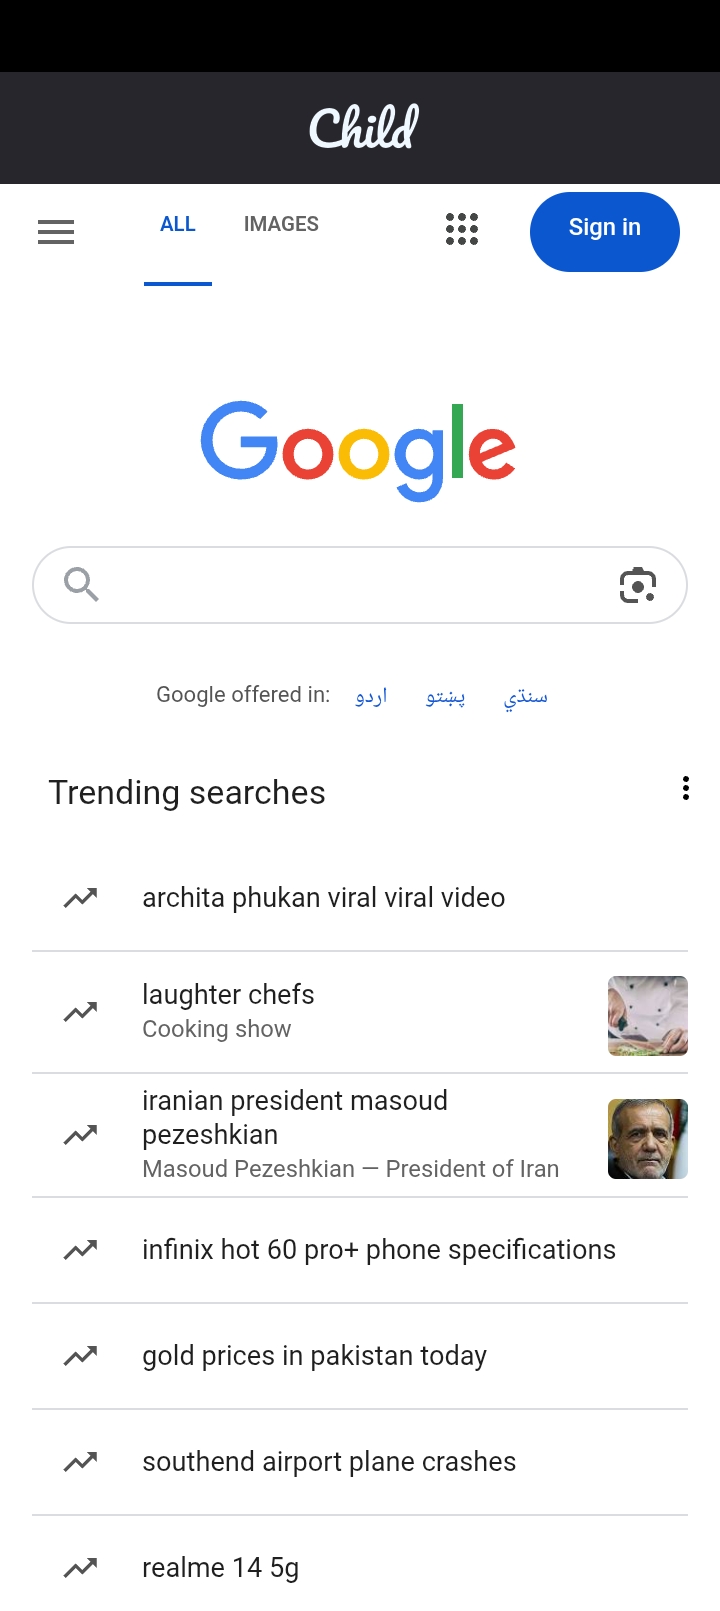 Child
ALL IMAGES Sign in
Google
Google offered in: اردو پښتو سنڌي
Trending searches
archita phukan viral viral video
laughter chefs
Cooking show
iranian president masoud
pezeshkian
Masoud Pezeshkian — President of Iran
infinix hot 60 pro+ phone specifications
gold prices in pakistan today
southend airport plane crashes
realme 14 5g